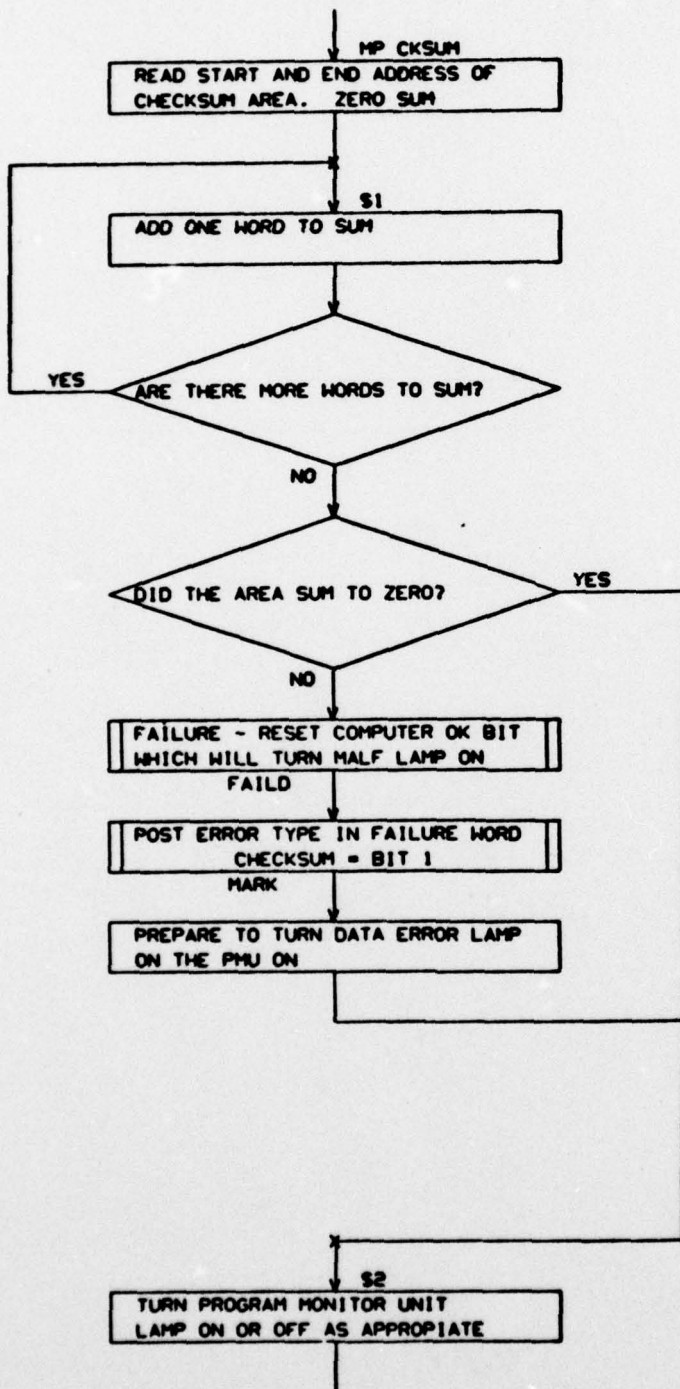 MP CKSUM
READ START AND END ADDRESS OF
CHECKSUM AREA. ZERO SUM
$1
ADD ONE WORD TO SUM
YES
ARE THERE MORE WORDS TO SUM?
NO
DID THE AREA SUM TO ZERO?
YES
NO
FAILURE - RESET COMPUTER OK BIT
WHICH WILL TURN MALF LAMP ON
FAILD
POST ERROR TYPE IN FAILURE WORD
CHECKSUM = BIT 1
MARK
PREPARE TO TURN DATA ERROR LAMP
ON THE PMU ON
$2
TURN PROGRAM MONITOR UNIT
LAMP ON OR OFF AS APPROPIATE